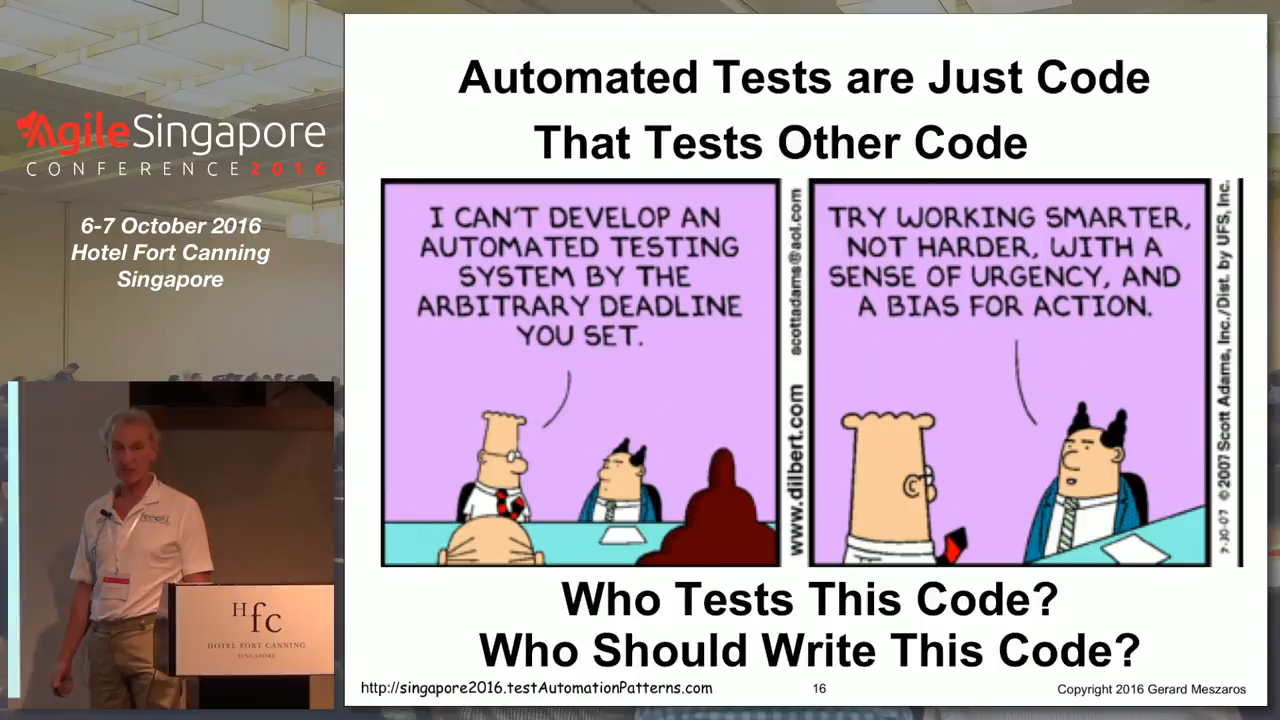 AgileSingapore
CONFERENCE 2016
6-7 October 2016
Hotel Fort Canning
Singapore
Hfc
HOTEL FORT CANNING
SINGAPORE
Automated Tests are Just Code
That Tests Other Code
I CAN'T DEVELOP AN
AUTOMATED TESTING
SYSTEM BY THE
ARBITRARY DEADLINE
YOU SET.
www.dilbert.com scottadams@aol.com
TRY WORKING SMARTER,
NOT HARDER, WITH A
SENSE OF URGENCY, AND
A BIAS FOR ACTION.
7-30-07 ©2007 Scott Adams, Inc./Dist. by UFS, Inc.
Who Tests This Code?
Who Should Write This Code?
http://singapore2016.testAutomationPatterns.com
16
Copyright 2016 Gerard Meszaros